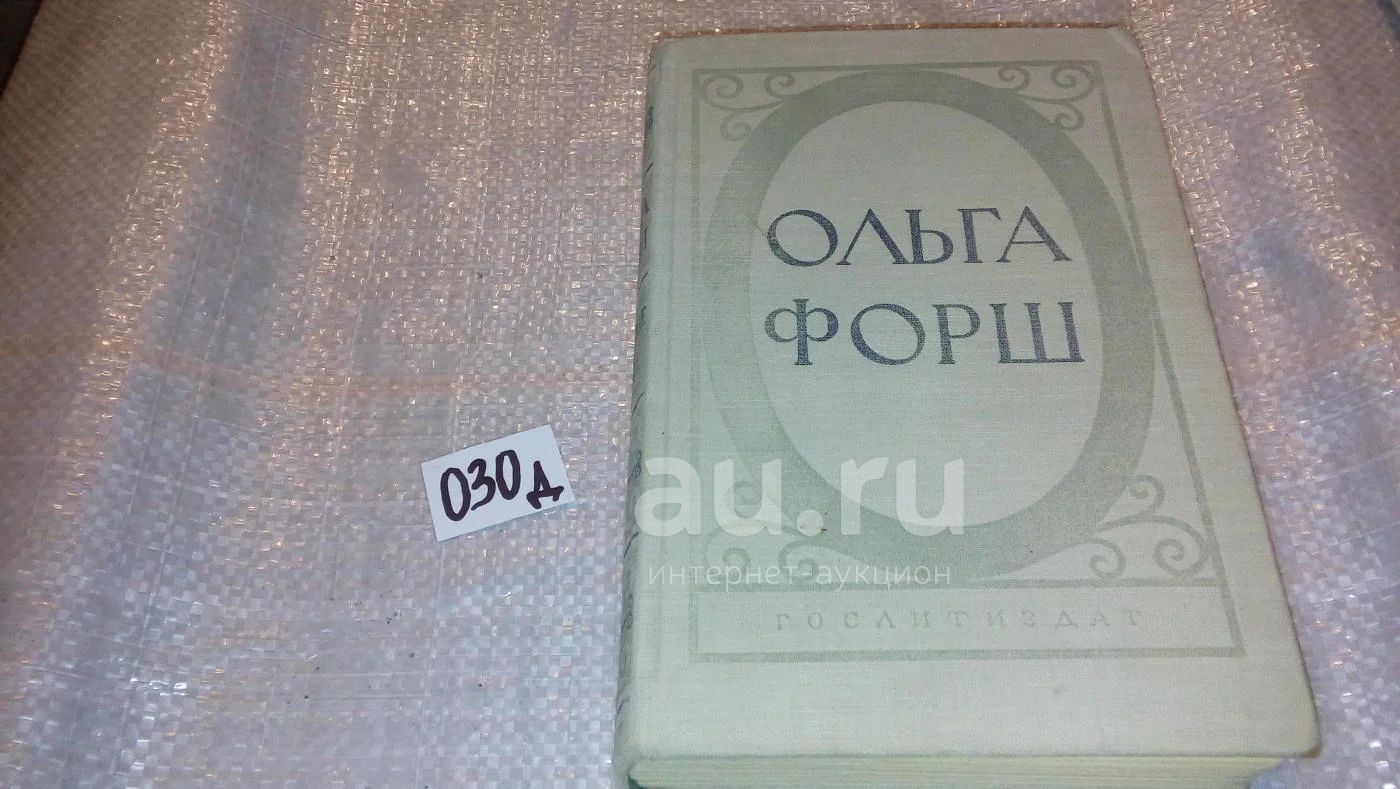 ОЛЬГА
ФОРШ
030д
au.ru
интернет-аукцион
ГОСЛИТИЗДАТ